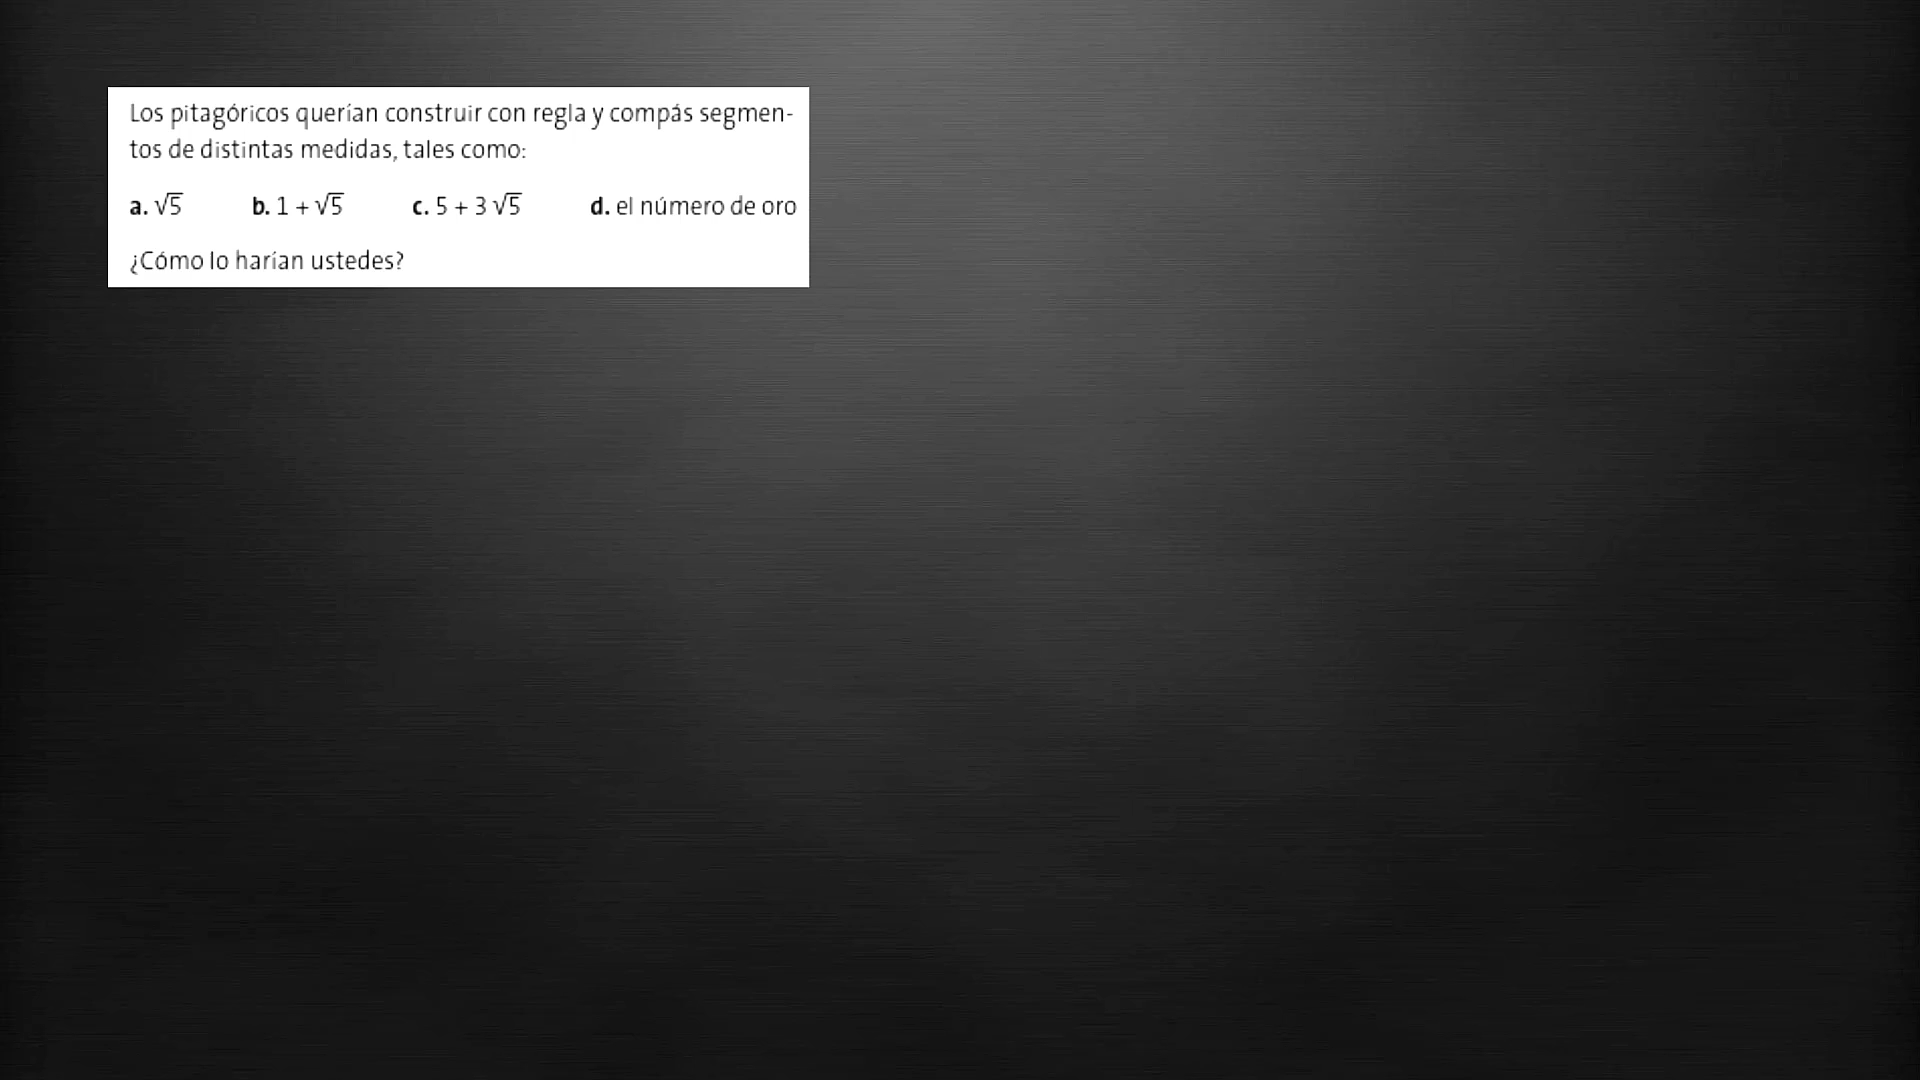 Los pitagóricos querían construir con regla y compás segmen-
tos de distintas medidas, tales como:
a. √5 b. 1 + √5 c. 5 + 3 √5 d. el número de oro
¿Cómo lo harían ustedes?